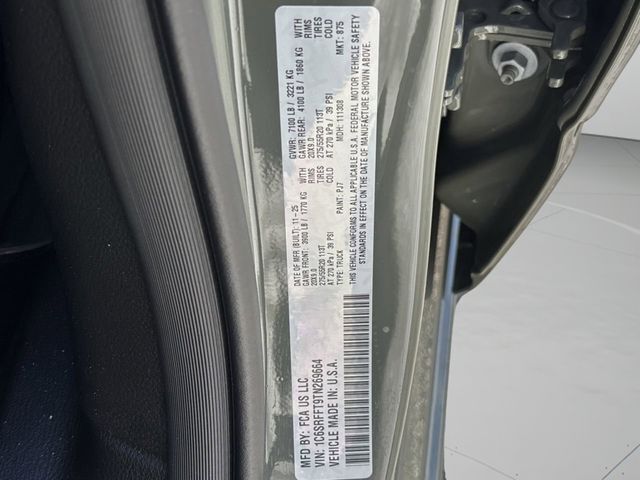 MFD BY: FCA US LLC
DATE OF MFR (BUILT): 11-25
GVWR: 7100 LB / 3221 KG
GAWR FRONT: 3900 LB / 1770 KG WITH
20X9.0 RIMS
275/55R20 113T TIRES
AT 270 kPa / 39 PSI COLD
GAWR REAR: 4100 LB / 1860 KG WITH
20X9.0 RIMS
275/55R20 113T TIRES
AT 270 kPa / 39 PSI COLD
VIN: 1C6SRFFT9TN269664
TYPE: TRUCK
PAINT: PJ7
MDH: 111308
MKT: 875
VEHICLE MADE IN: U.S.A.
THIS VEHICLE CONFORMS TO ALL APPLICABLE U.S.A. FEDERAL MOTOR VEHICLE SAFETY
STANDARDS IN EFFECT ON THE DATE OF MANUFACTURE SHOWN ABOVE.